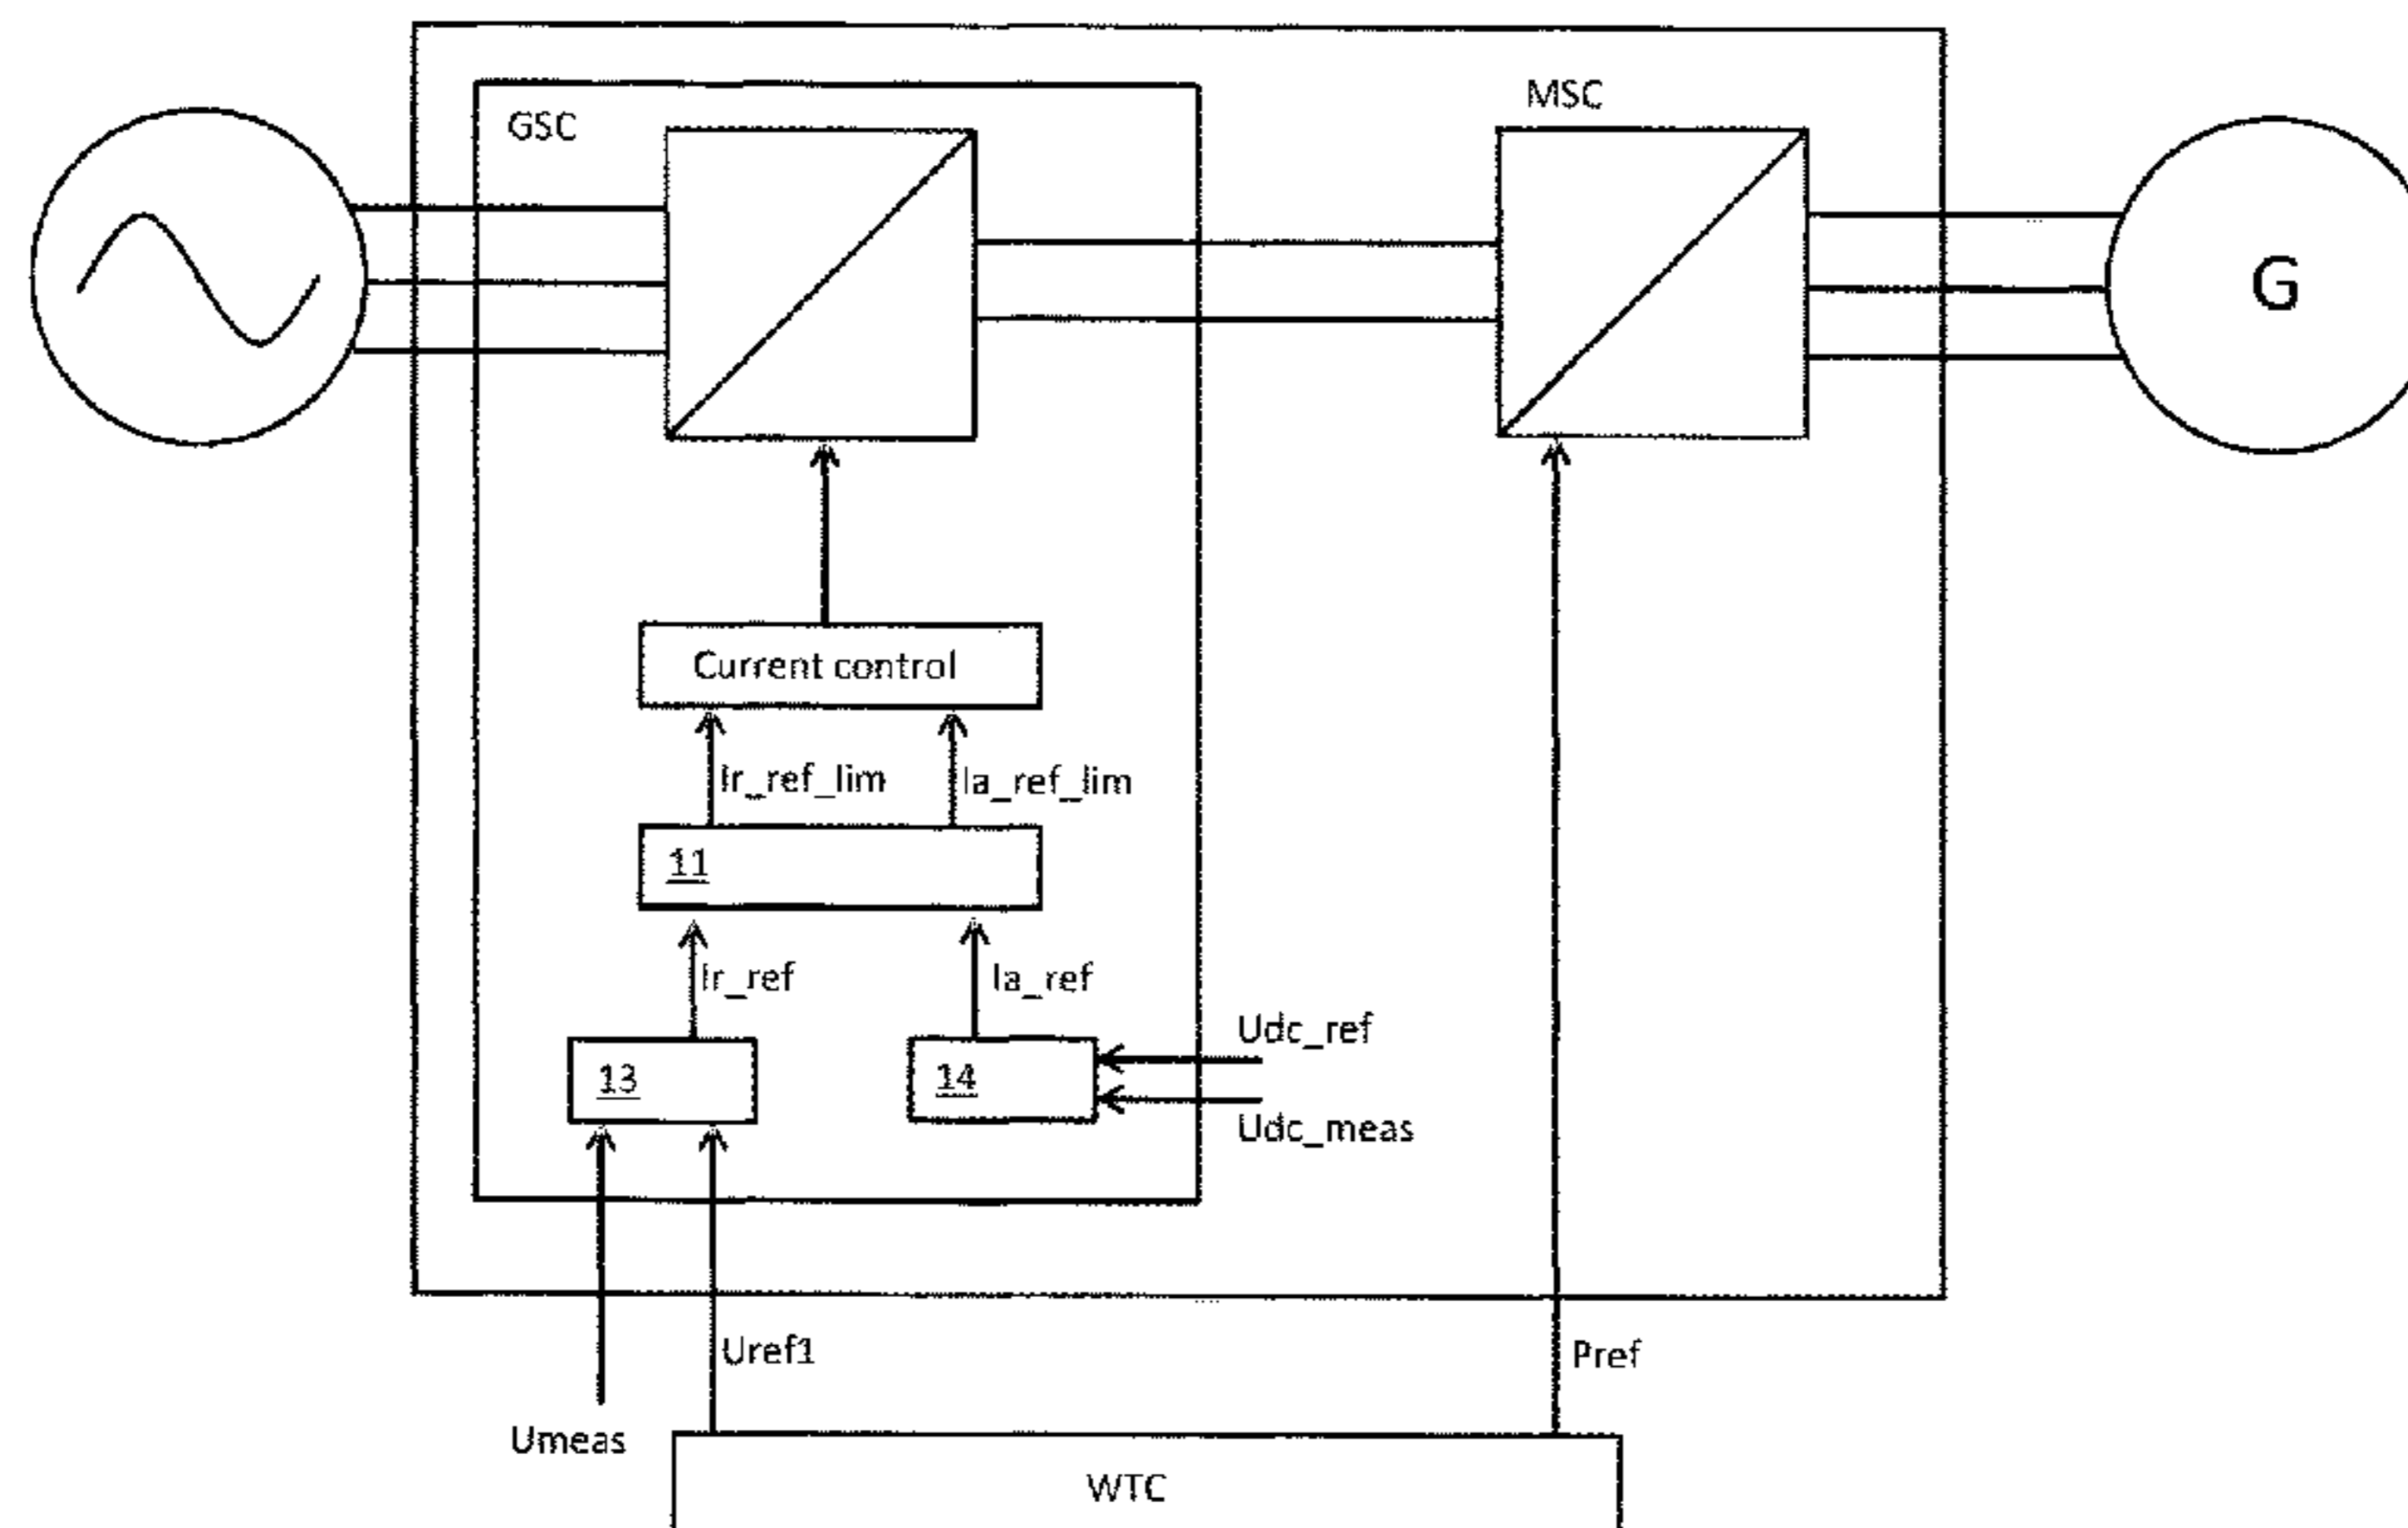 MSC
GSC
G
Current control
Ir_ref_lim
Ia_ref_lim
11
Ir_ref
Ia_ref
Udc_ref
13
14
Udc_meas
Uref1
Pref
Umeas
WTC